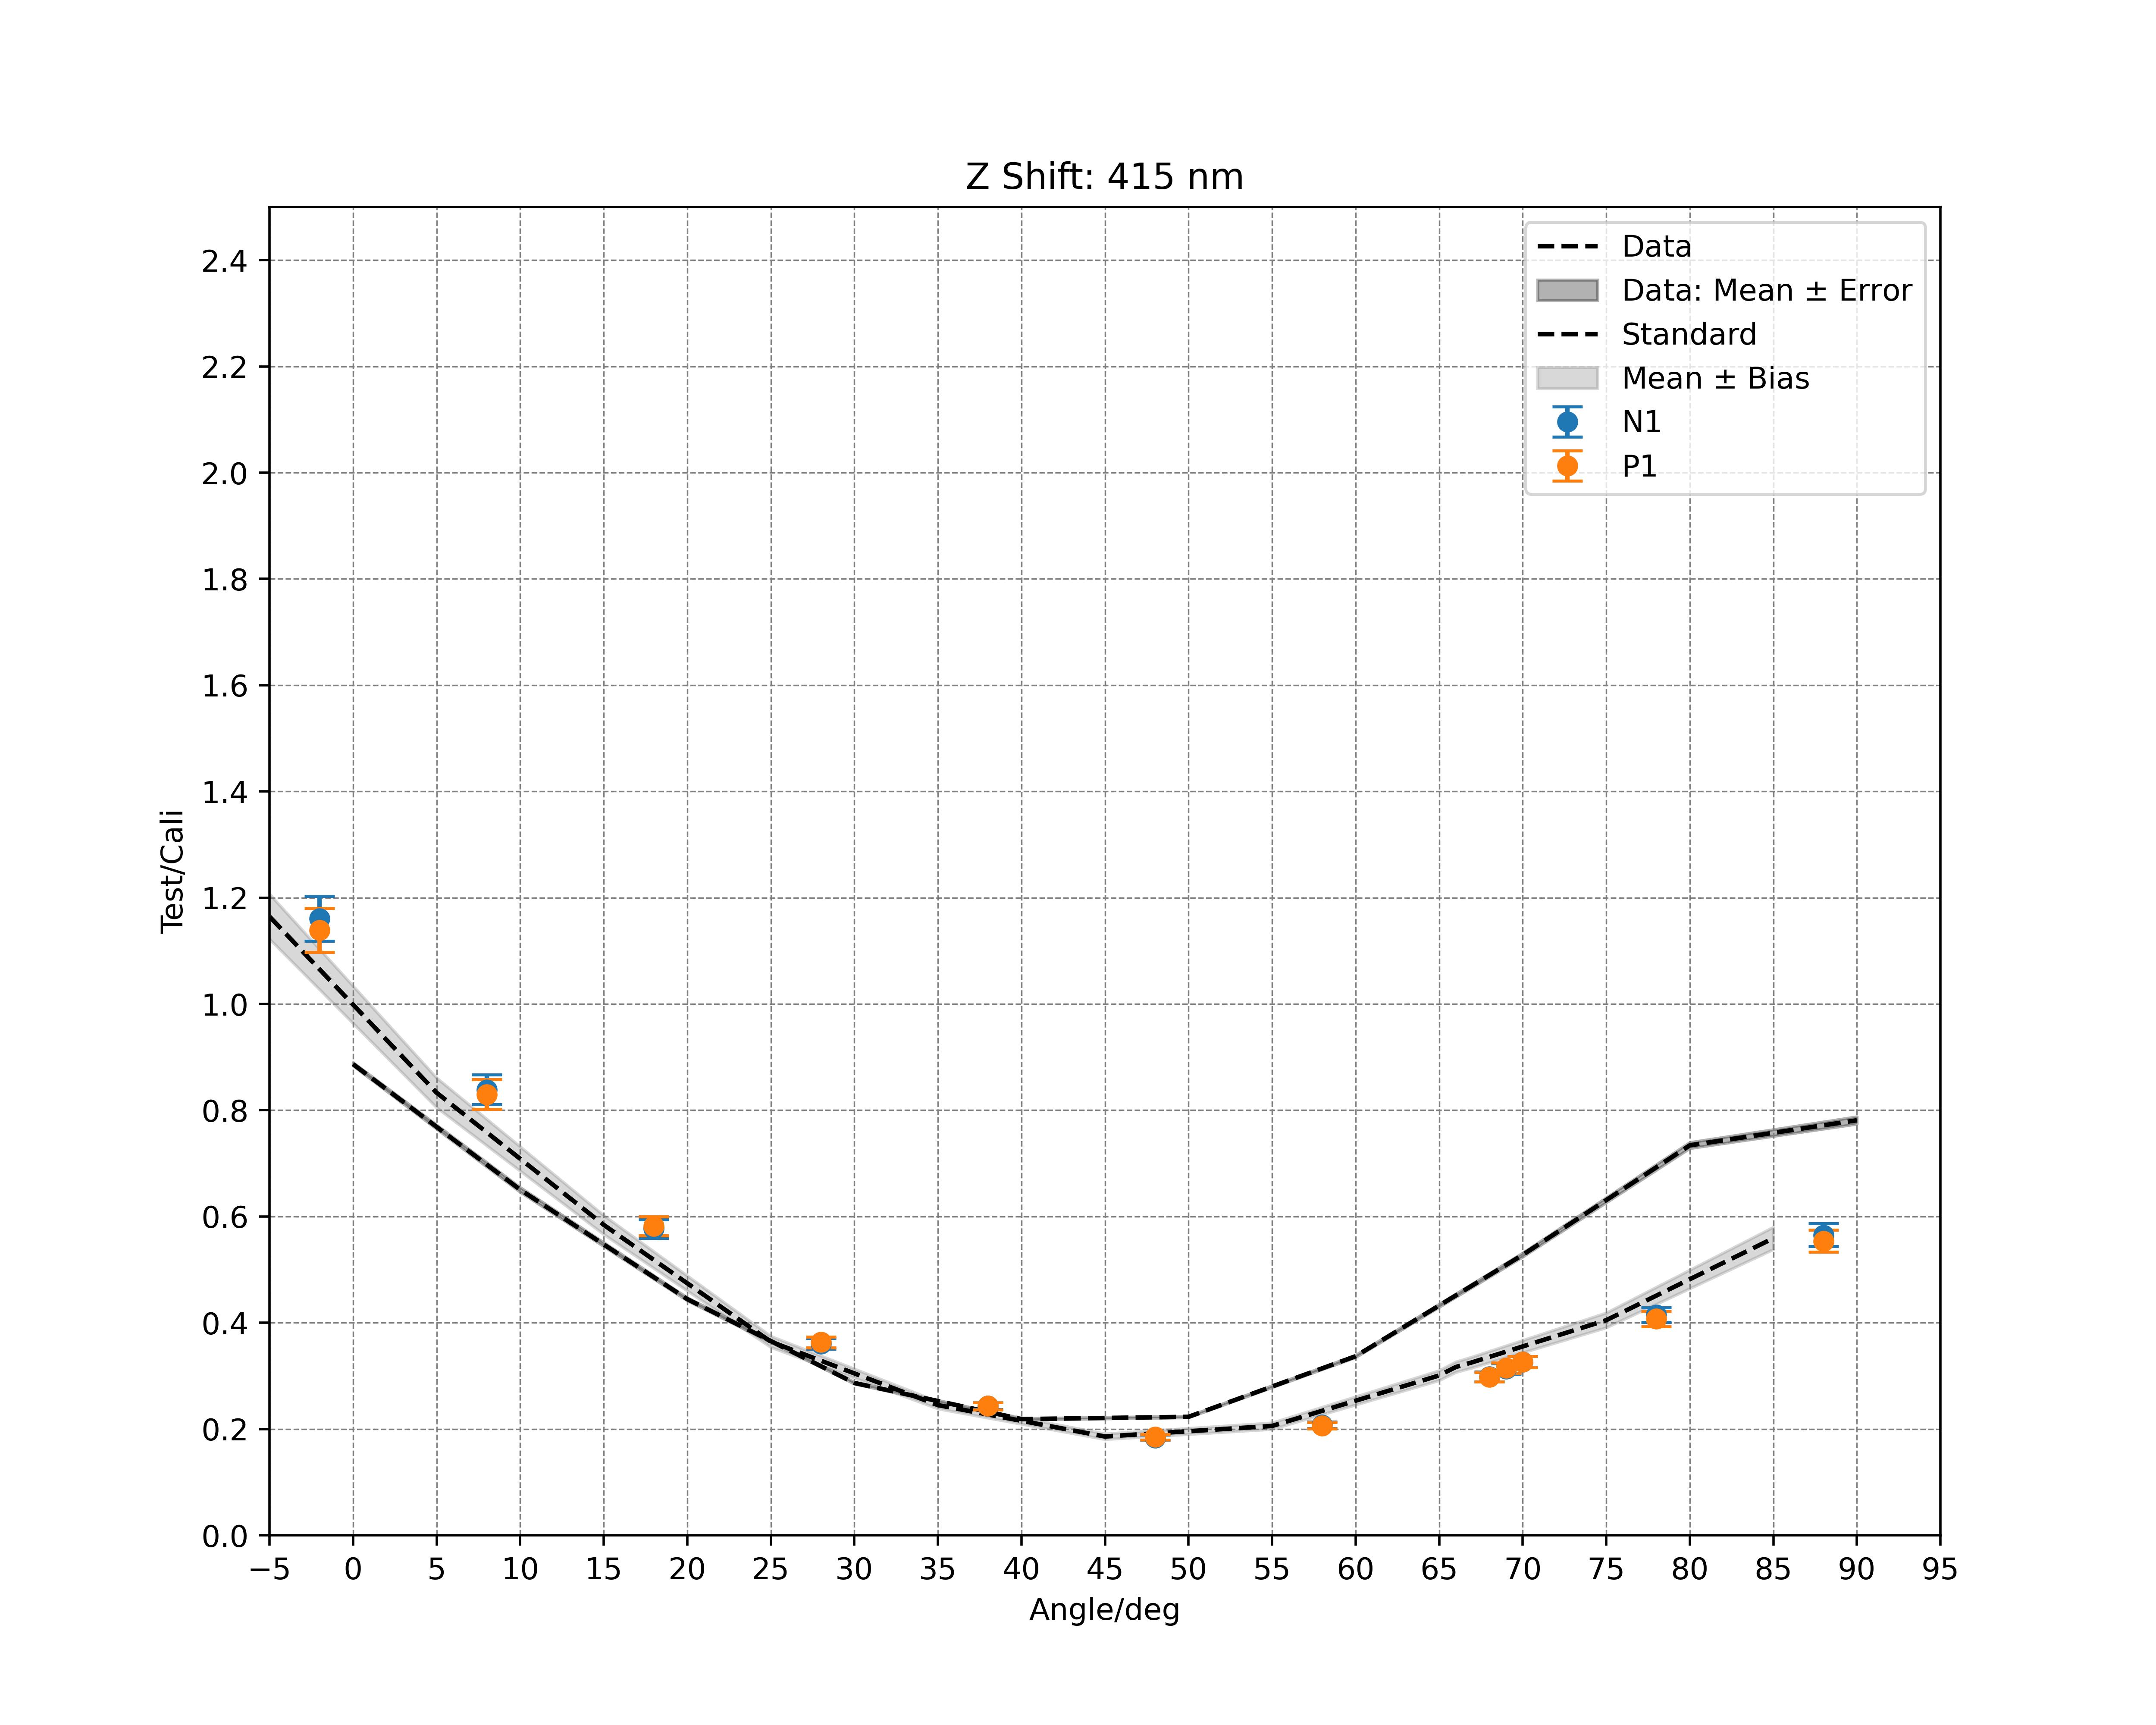 Z Shift: 415 nm
Data
Data: Mean ± Error
Standard
Mean ± Bias
N1
P1
2.4
2.2
2.0
1.8
1.6
1.4
1.2
1.0
0.8
0.6
0.4
0.2
0.0
Test/Cali
−5 0 5 10 15 20 25 30 35 40 45 50 55 60 65 70 75 80 85 90 95
Angle/deg